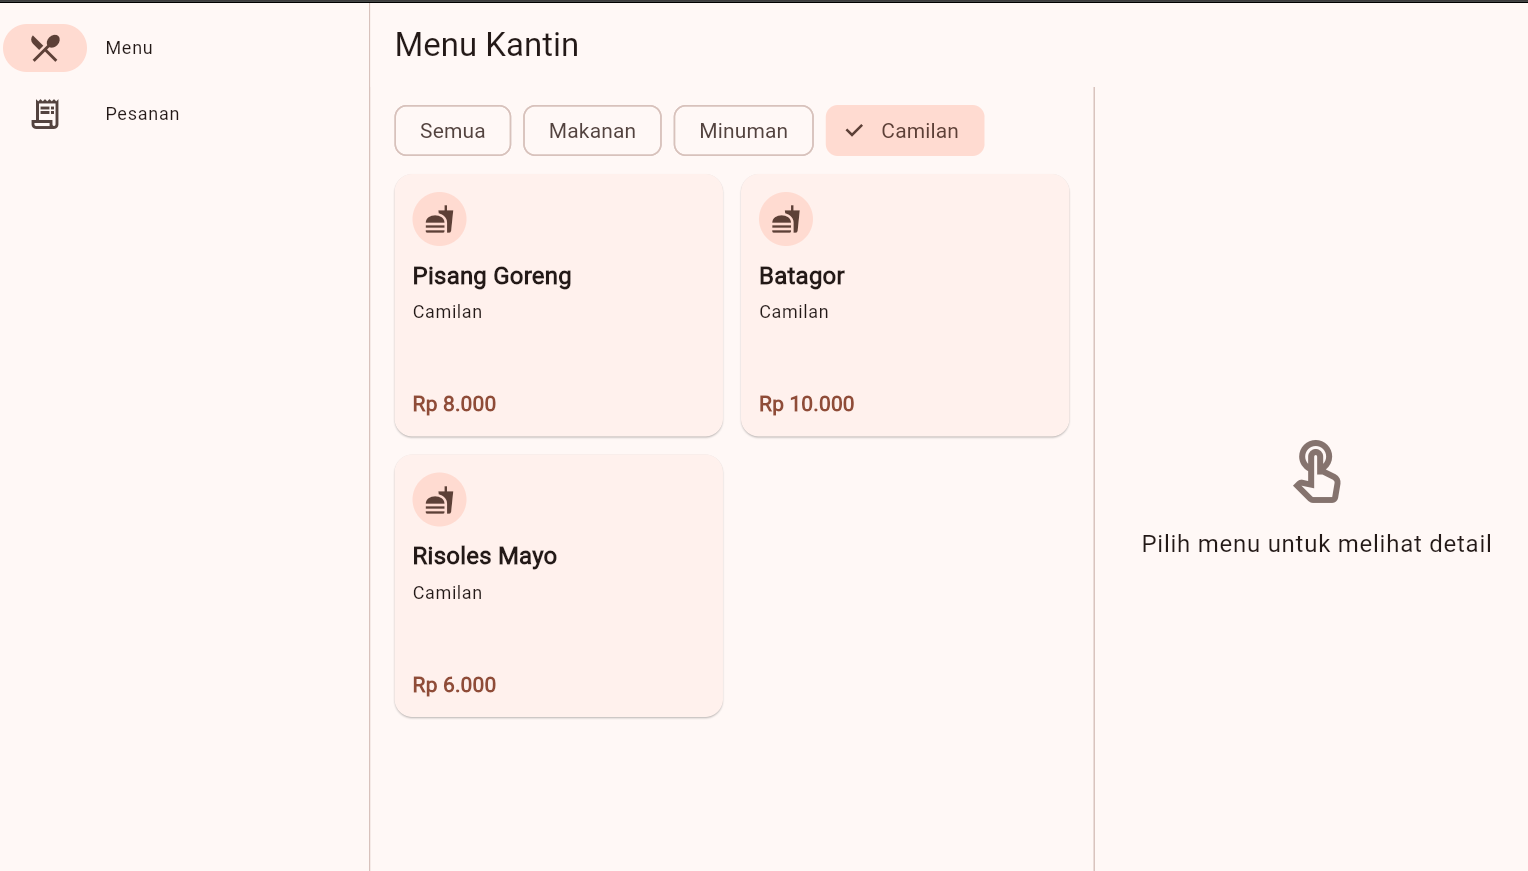 Menu
Pesanan
Menu Kantin
Semua
Makanan
Minuman
Camilan
Pisang Goreng
Camilan
Rp 8.000
Batagor
Camilan
Rp 10.000
Risoles Mayo
Camilan
Rp 6.000
Pilih menu untuk melihat detail